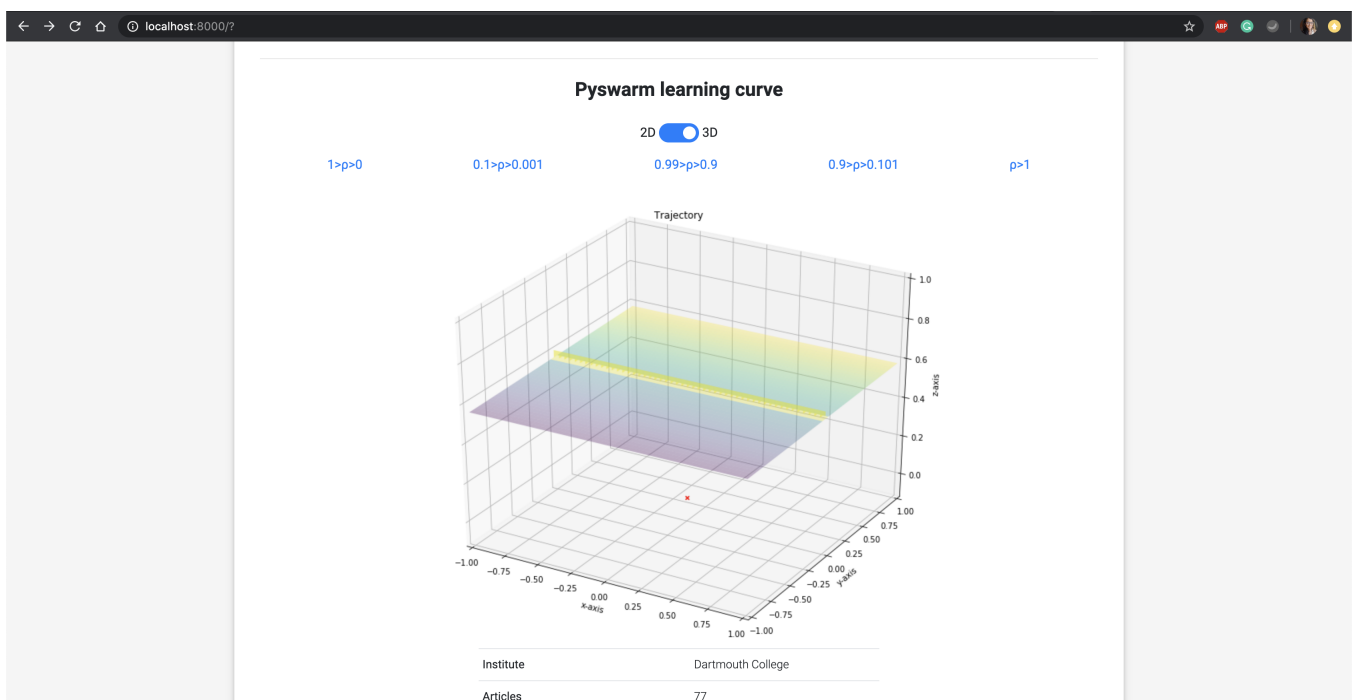 localhost:8000/?
ABP
Pyswarm learning curve
2D 3D
1>ρ>0 0.1>ρ>0.001 0.99>ρ>0.9 0.9>ρ>0.101 ρ>1
Trajectory
1.0
0.8
0.6
z-axis
0.4
0.2
0.0
1.00
0.75
0.50
0.25
0.00
−0.25
y-axis
−0.50
−0.75
−1.00
−1.00
−0.75
−0.50
−0.25
0.00
x-axis
0.25
0.50
0.75
1.00
Institute Dartmouth College
Articles 77